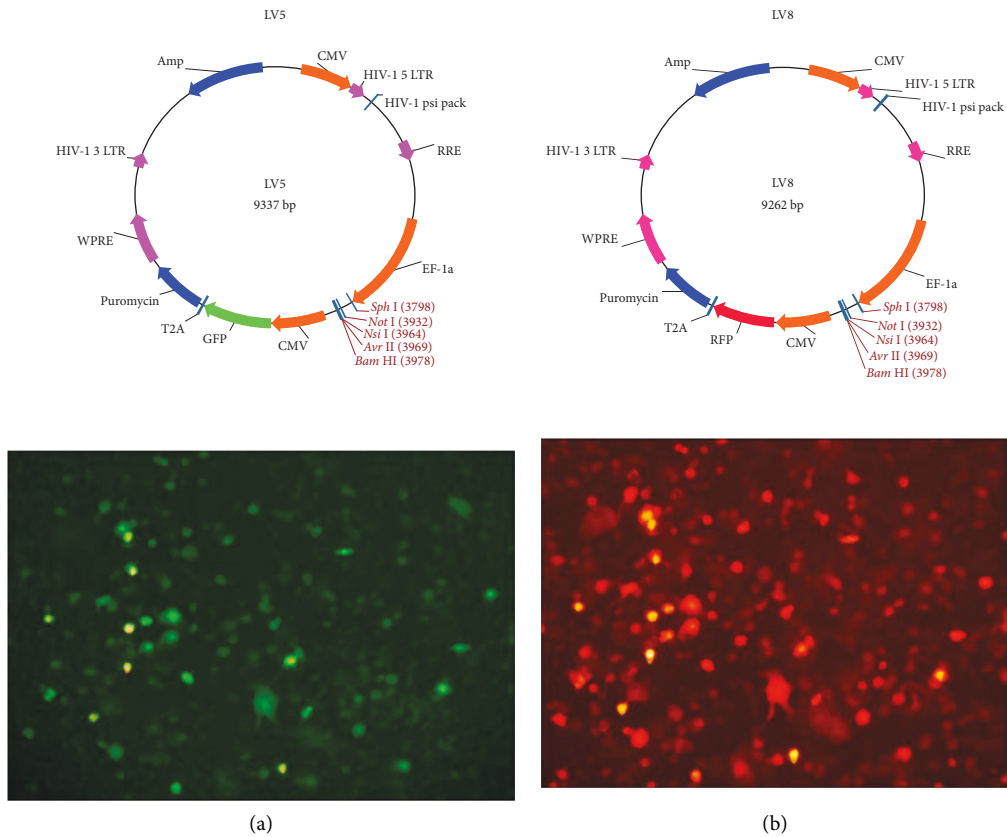 LV5
Amp
CMV
HIV-1 5 LTR
HIV-1 psi pack
HIV-1 3 LTR
RRE
LV5
9337 bp
WPRE
EF-1a
Puromycin
T2A
GFP
CMV
Sph I (3798)
Not I (3932)
Nsi I (3964)
Avr II (3969)
Bam HI (3978)
(a)
LV8
Amp
CMV
HIV-1 5 LTR
HIV-1 psi pack
HIV-1 3 LTR
RRE
LV8
9262 bp
WPRE
EF-1a
Puromycin
T2A
RFP
CMV
Sph I (3798)
Not I (3932)
Nsi I (3964)
Avr II (3969)
Bam HI (3978)
(b)